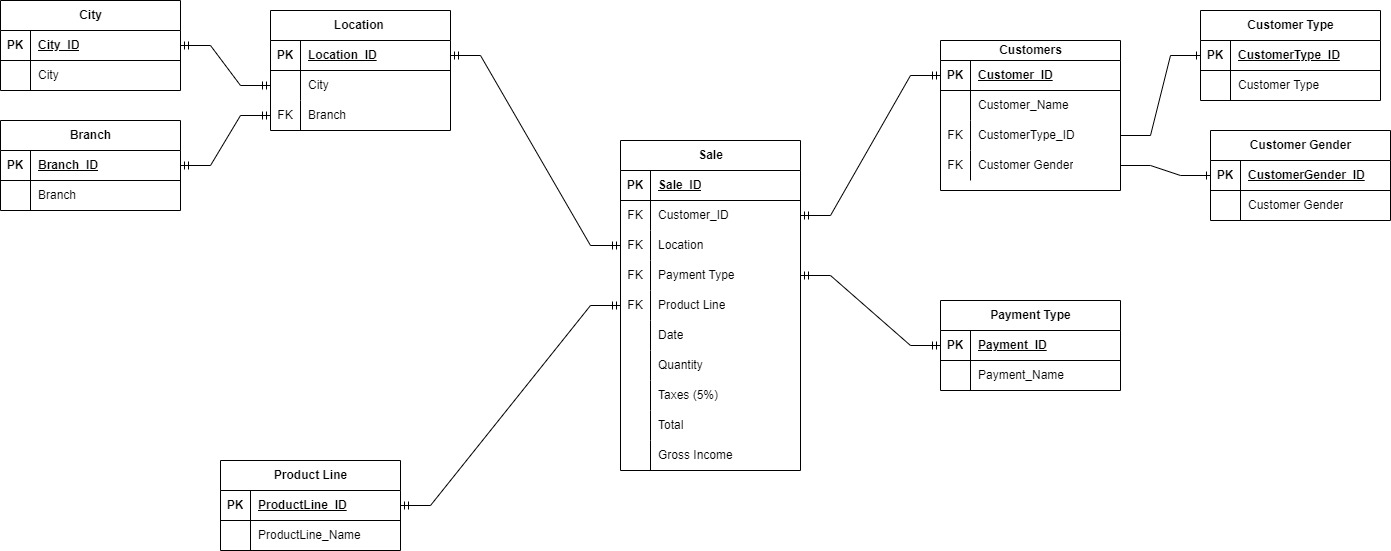 City
PK City_ID
City
Branch
PK Branch_ID
Branch
Location
PK Location_ID
City
FK Branch
Sale
PK Sale_ID
FK Customer_ID
FK Location
FK Payment Type
FK Product Line
Date
Quantity
Taxes (5%)
Total
Gross Income
Product Line
PK ProductLine_ID
ProductLine_Name
Customers
PK Customer_ID
Customer_Name
FK CustomerType_ID
FK Customer Gender
Customer Type
PK CustomerType_ID
Customer Type
Customer Gender
PK CustomerGender_ID
Customer Gender
Payment Type
PK Payment_ID
Payment_Name